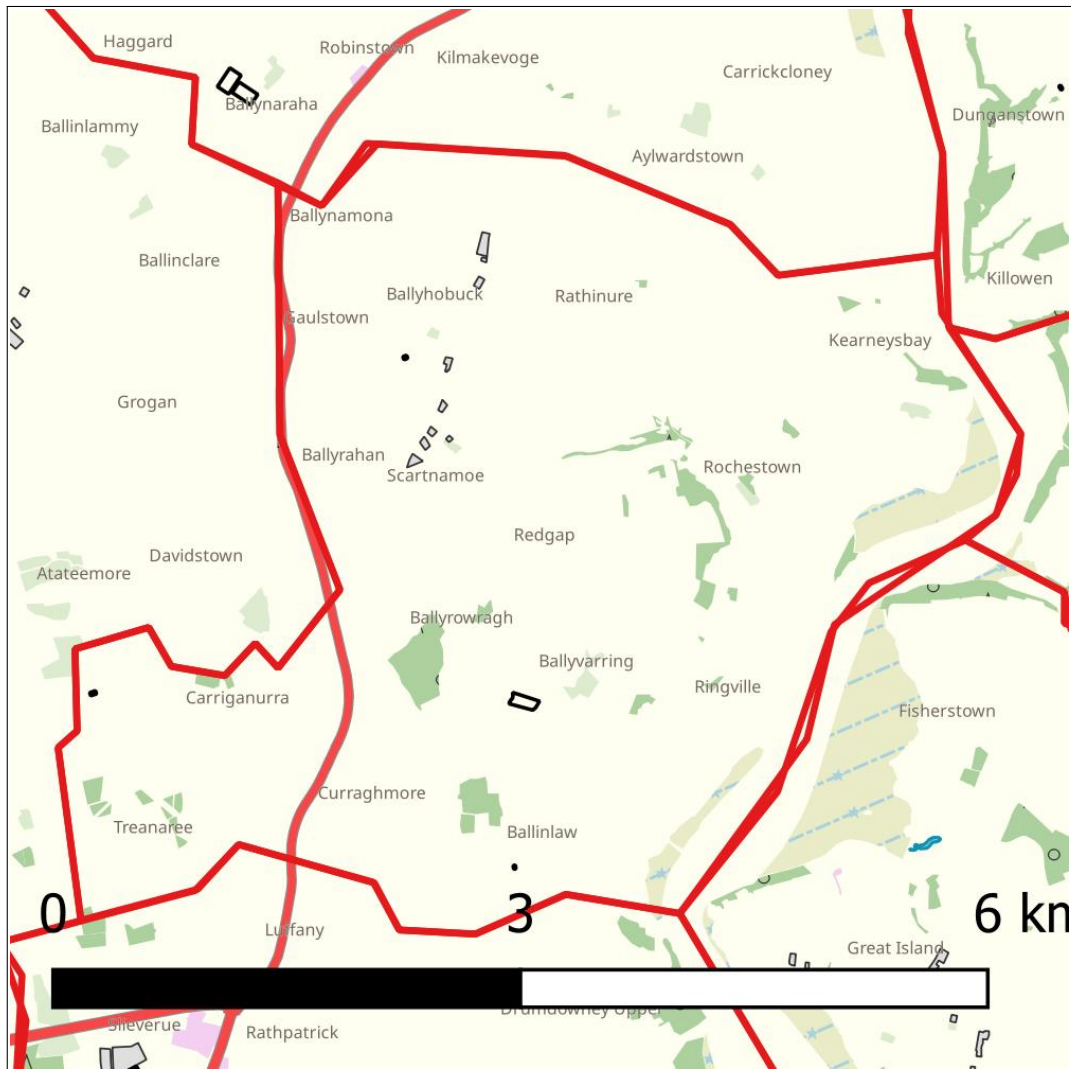 Haggard
Robinstown
Kilmakevoge
Carrickcloney
Ballynaraha
Dunganstown
Ballinlammy
Aylwardstown
Ballynamona
Ballinclare
Killowen
Ballyhobuck
Rathinure
Gaulstown
Kearneysbay
Grogan
Ballyrahan
Rochestown
Scartnamoe
Redgap
Davidstown
Atateemore
Ballyrowragh
Ballyvarring
Ringville
Carriganurra
Fisherstown
Curraghmore
Treanaree
Ballinlaw
0 3 6 km
Luffany
Great Island
Drumdowney Upper
Slieverue
Rathpatrick